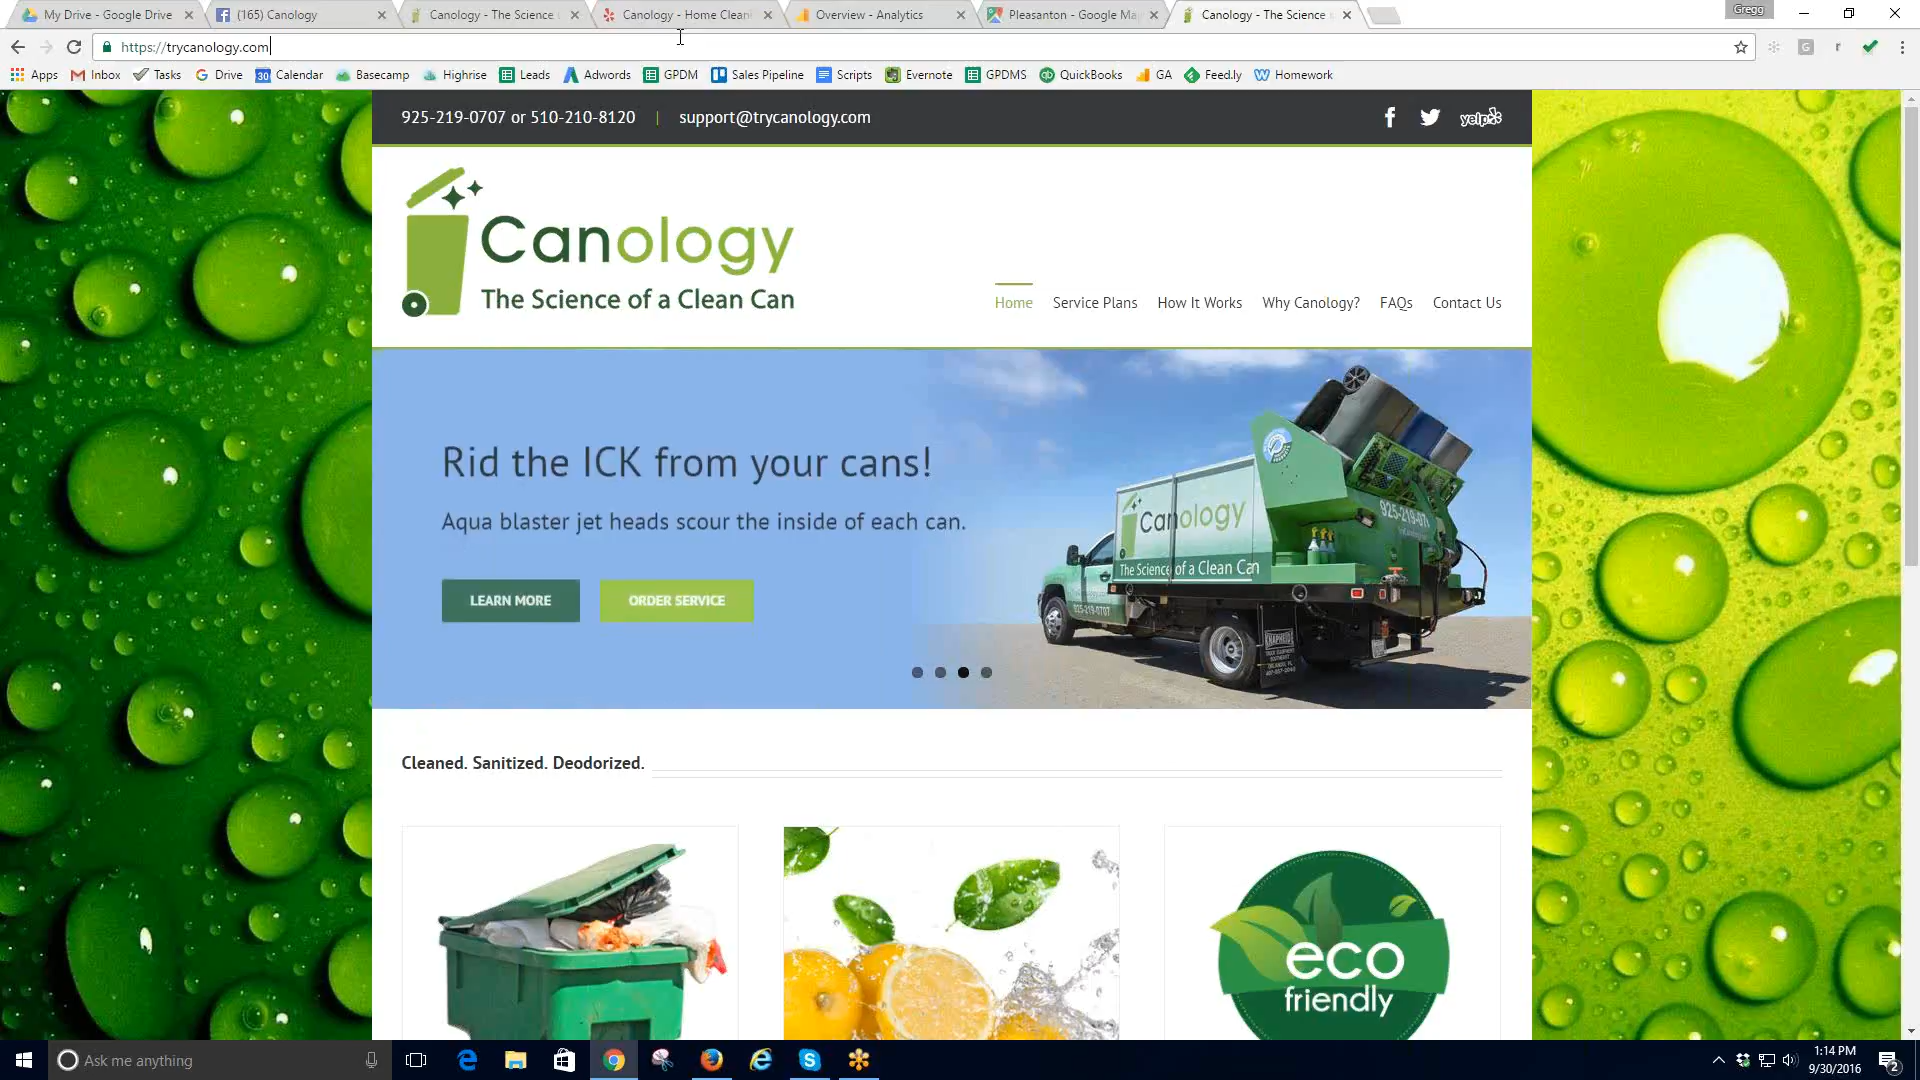 My Drive - Google Drive
(165) Canology
Canology - The Science
Canology - Home Clean
Overview - Analytics
Pleasanton - Google Ma
Canology - The Science
Gregg
https://trycanology.com
Apps
Inbox
Tasks
Drive
Calendar
Basecamp
Highrise
Leads
Adwords
GPDM
Sales Pipeline
Scripts
Evernote
GPDMS
QuickBooks
GA
Feed.ly
Homework
925-219-0707 or 510-210-8120 | support@trycanology.com
yelp
Canology
The Science of a Clean Can
Home
Service Plans
How It Works
Why Canology?
FAQs
Contact Us
Rid the ICK from your cans!
Aqua blaster jet heads scour the inside of each can.
LEARN MORE
ORDER SERVICE
Canology
The Science of a Clean Can
925-219-0707
KNAPHEIDE
Cleaned. Sanitized. Deodorized.
eco
friendly
Ask me anything
1:14 PM
9/30/2016
2